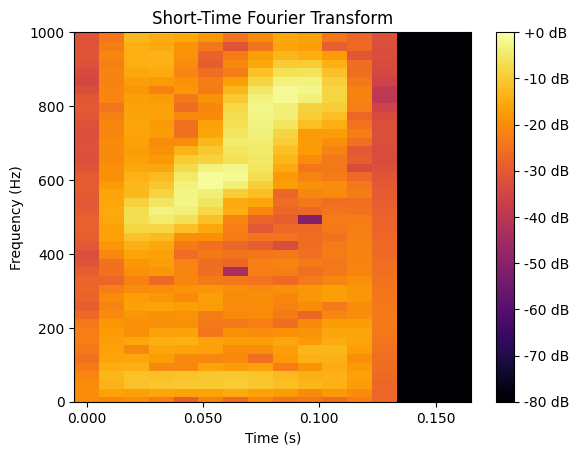 Short-Time Fourier Transform
Frequency (Hz)
1000
800
600
400
200
0
0.000
0.050
0.100
0.150
Time (s)
+0 dB
-10 dB
-20 dB
-30 dB
-40 dB
-50 dB
-60 dB
-70 dB
-80 dB